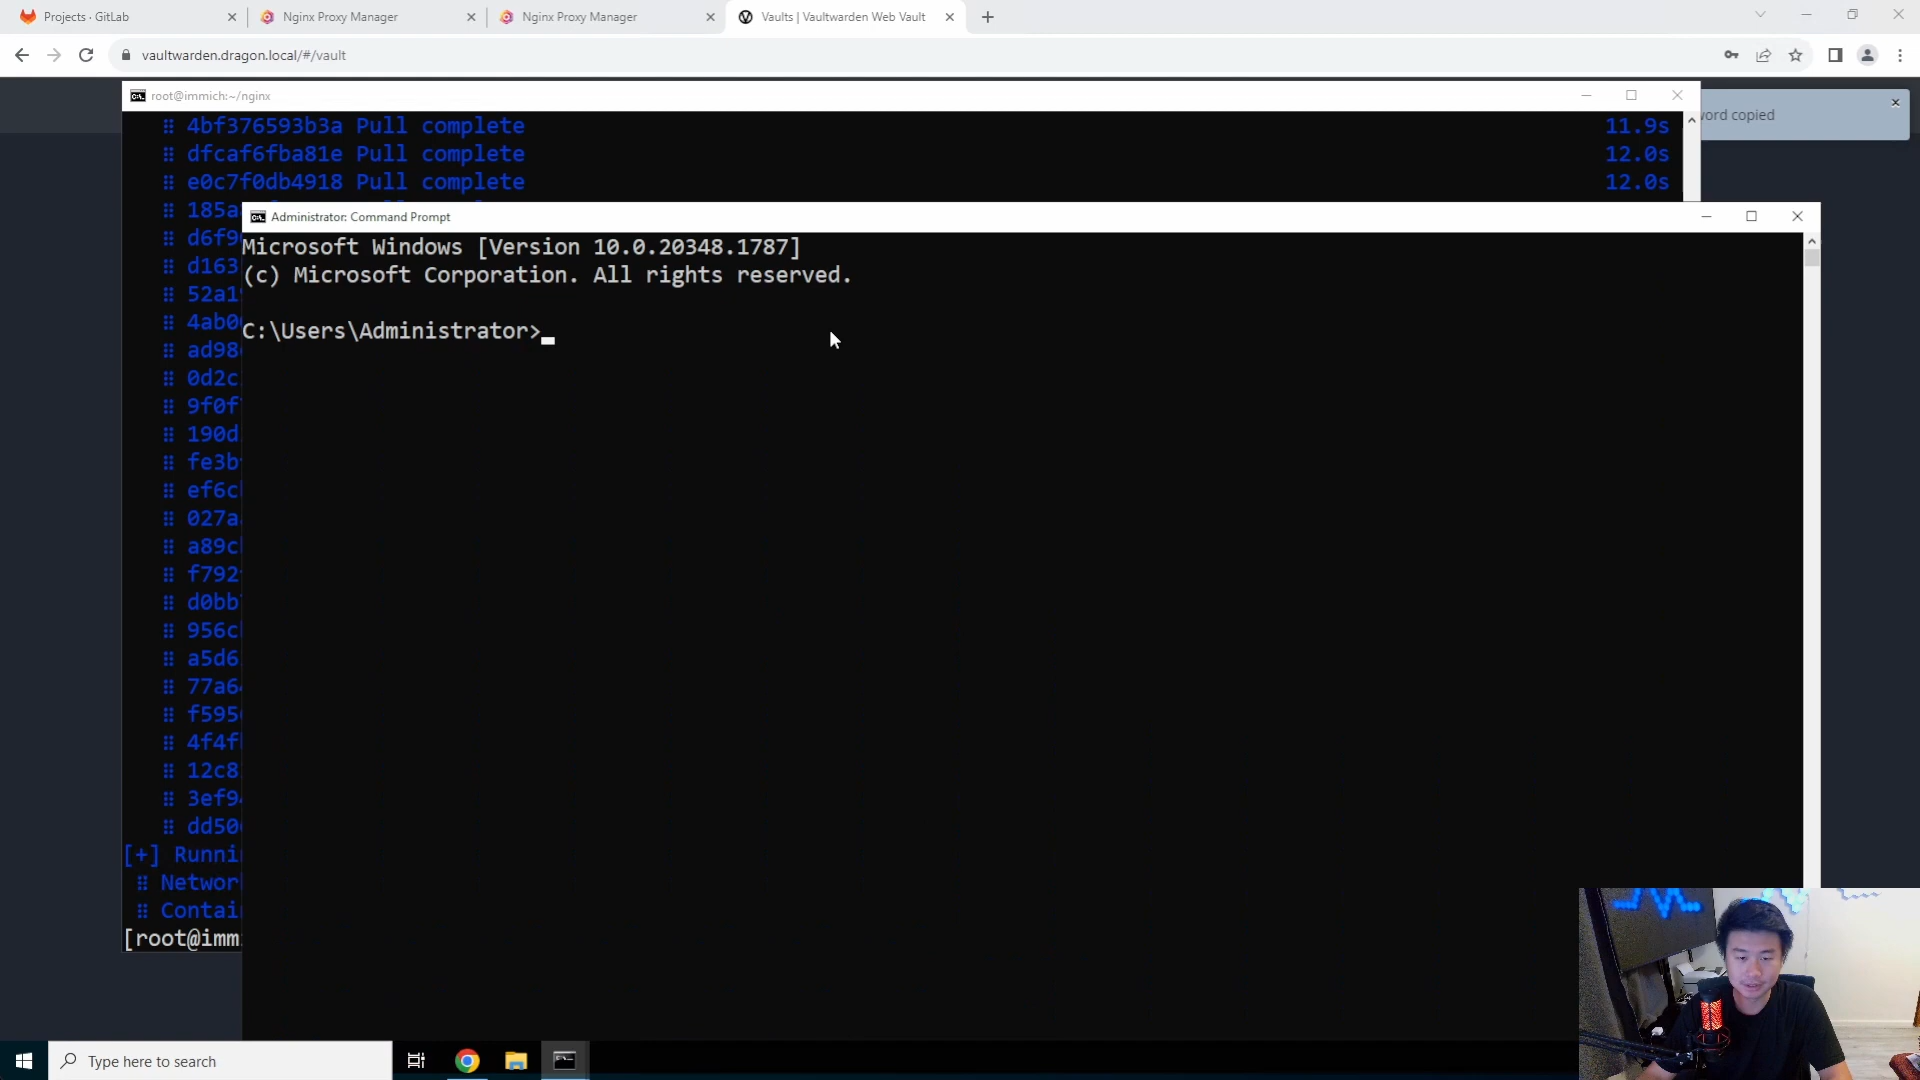 Projects · GitLab
Nginx Proxy Manager
Nginx Proxy Manager
Vaults | Vaultwarden Web Vault
vaultwarden.dragon.local/#/vault
root@immich:~/nginx
word copied
4bf376593b3a Pull complete 11.9s
dfcaf6fba81e Pull complete 12.0s
e0c7f0db4918 Pull complete 12.0s
185a
Administrator: Command Prompt
d6f9
Microsoft Windows [Version 10.0.20348.1787]
d163
(c) Microsoft Corporation. All rights reserved.
52a1
4ab0
C:\Users\Administrator>
ad98
0d2c
9f0f
190d
fe3b
ef6c
027a
a89c
f792
d0bb
956c
a5d6
77a6
f595
4f4f
12c8
3ef9
dd50
[+] Runni
Networ
Contai
[root@imm
Type here to search